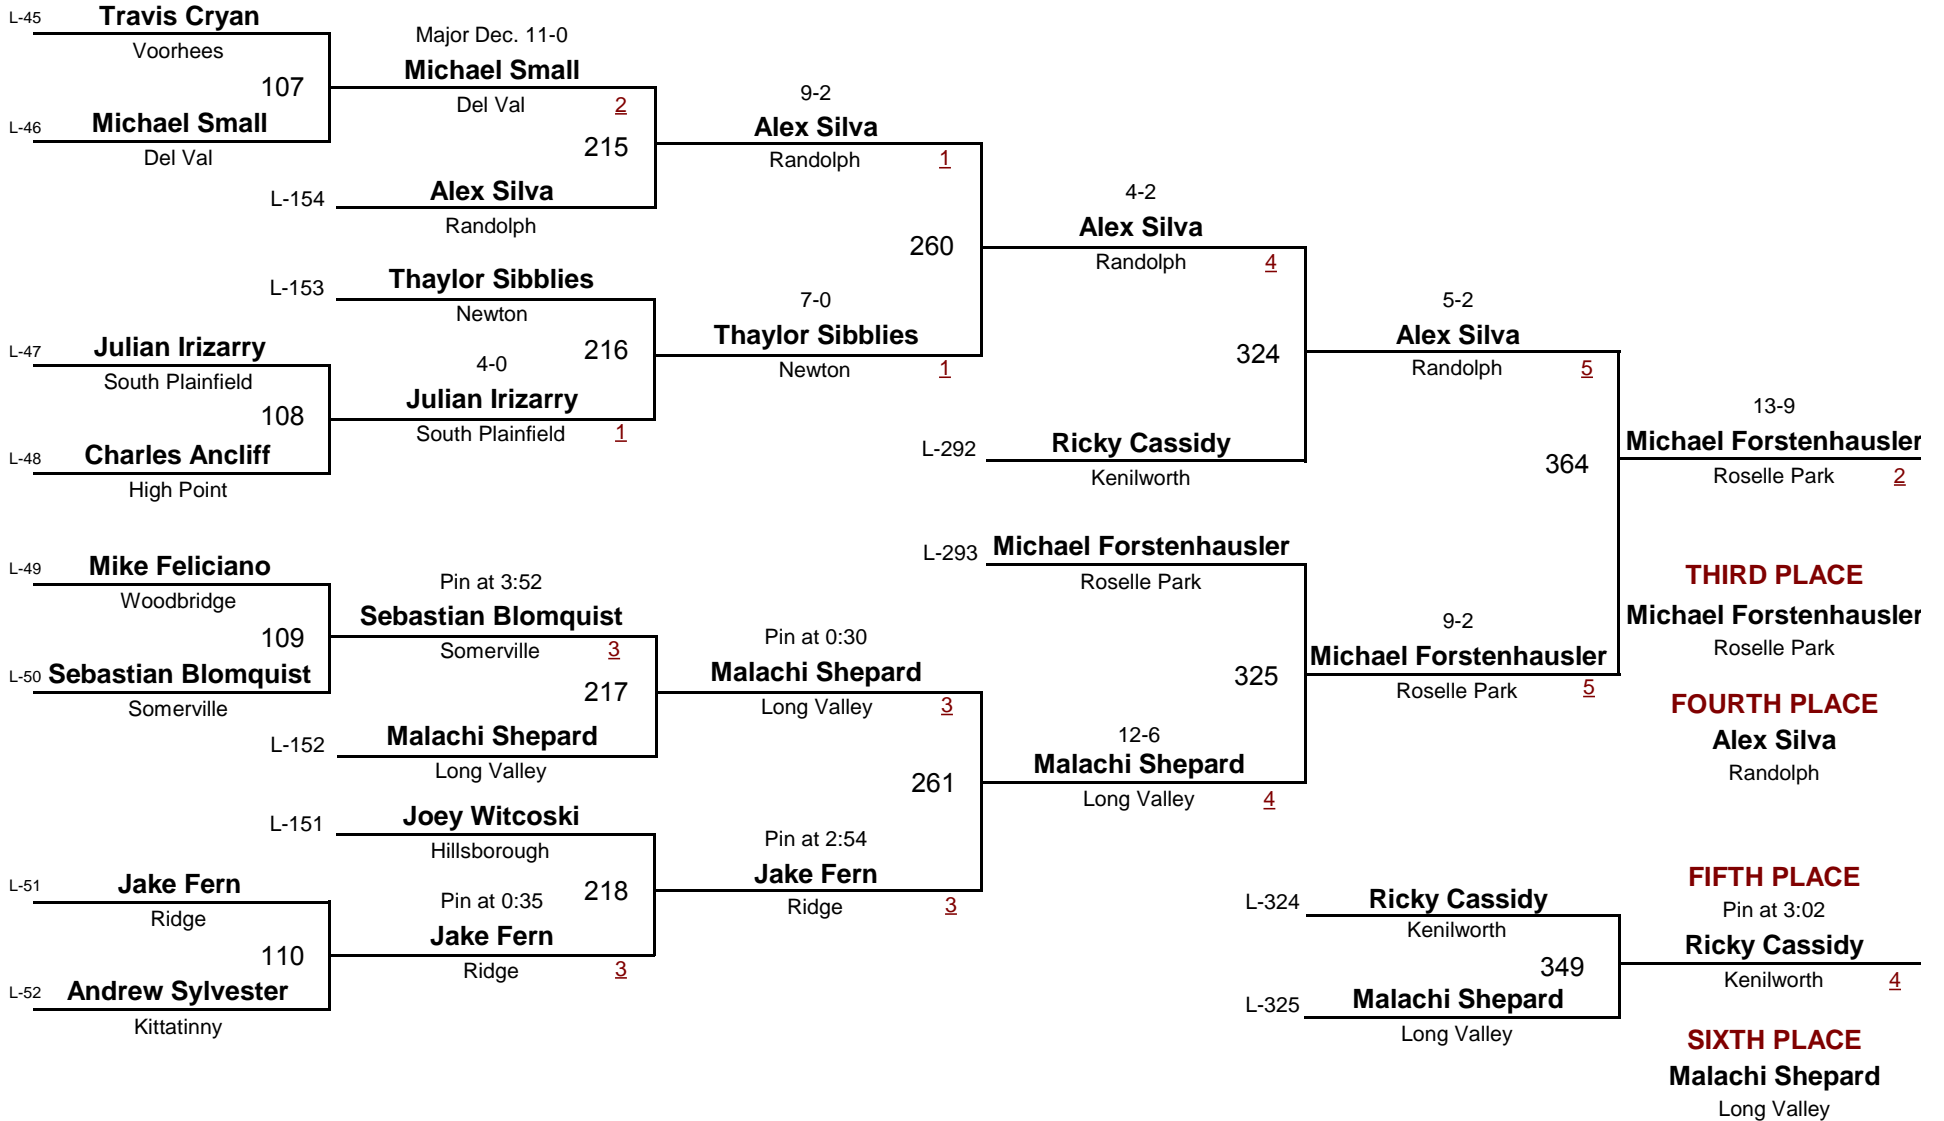 L-45
Travis Cryan
Voorhees
107
L-46
Michael Small
Del Val
Major Dec. 11-0
Michael Small
Del Val
2
215
L-154
Alex Silva
Randolph
9-2
Alex Silva
Randolph
1
L-153
Thaylor Sibblies
Newton
216
L-47
Julian Irizarry
South Plainfield
108
L-48
Charles Ancliff
High Point
4-0
Julian Irizarry
South Plainfield
1
7-0
Thaylor Sibblies
Newton
1
260
4-2
Alex Silva
Randolph
4
324
L-292
Ricky Cassidy
Kenilworth
5-2
Alex Silva
Randolph
5
364
13-9
Michael Forstenhausler
Roselle Park
2
L-49
Mike Feliciano
Woodbridge
109
L-50
Sebastian Blomquist
Somerville
Pin at 3:52
Sebastian Blomquist
Somerville
3
217
L-152
Malachi Shepard
Long Valley
Pin at 0:30
Malachi Shepard
Long Valley
3
L-151
Joey Witcoski
Hillsborough
218
L-51
Jake Fern
Ridge
110
L-52
Andrew Sylvester
Kittatinny
Pin at 0:35
Jake Fern
Ridge
3
Pin at 2:54
Jake Fern
Ridge
3
261
L-293
Michael Forstenhausler
Roselle Park
325
12-6
Malachi Shepard
Long Valley
4
9-2
Michael Forstenhausler
Roselle Park
5
THIRD PLACE
Michael Forstenhausler
Roselle Park
FOURTH PLACE
Alex Silva
Randolph
L-324
Ricky Cassidy
Kenilworth
349
L-325
Malachi Shepard
Long Valley
FIFTH PLACE
Pin at 3:02
Ricky Cassidy
Kenilworth
4
SIXTH PLACE
Malachi Shepard
Long Valley